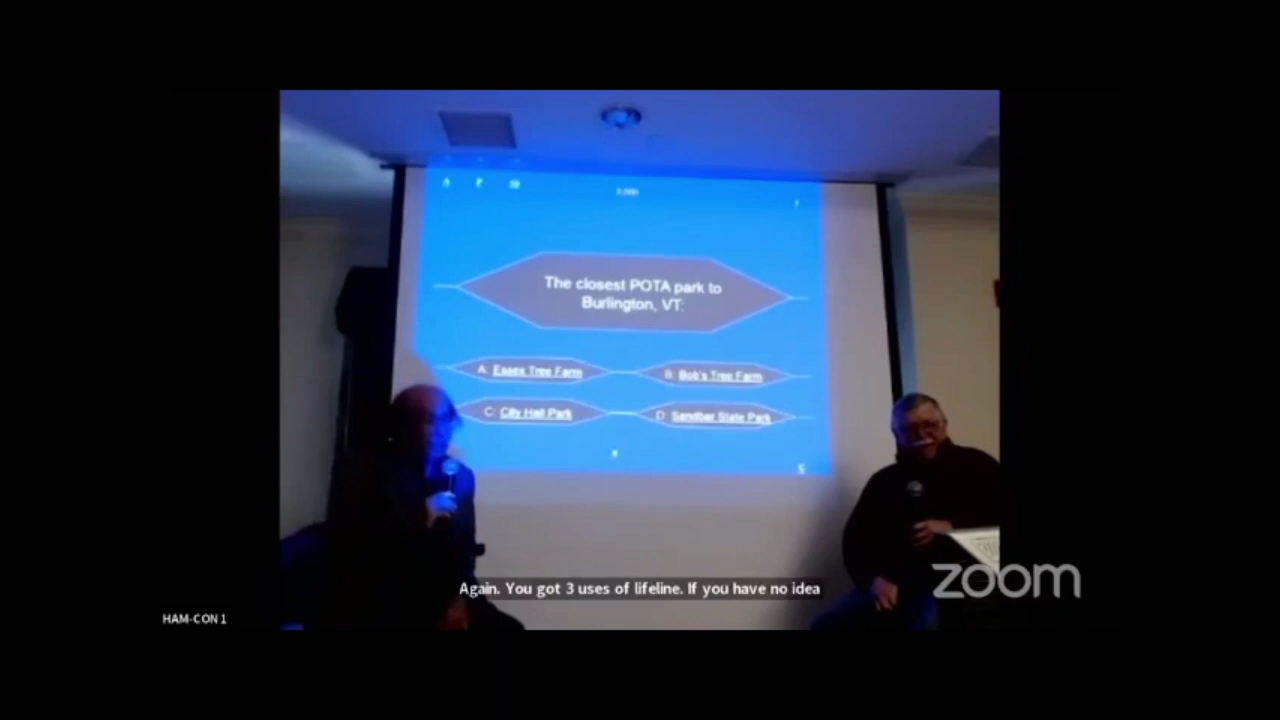 The closest POTA park to
Burlington, VT:
A: Essex Tree Farm
B: Bob's Tree Farm
C: City Hall Park
D: Sandbar State Park
Again. You got 3 uses of lifeline. If you have no idea
zoom
HAM-CON 1